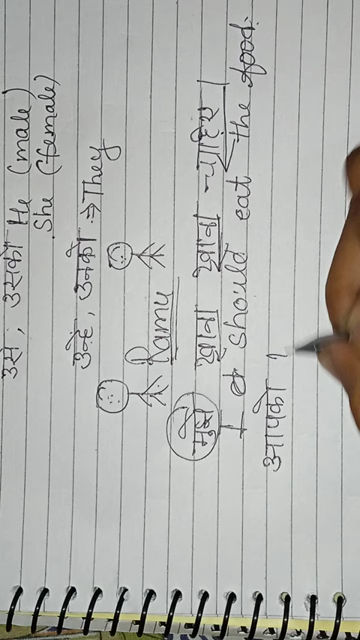 उसे, उसको He (male)
She (female)
उन्हे, उनको ⇒ They
Ramu
मुझे खाना खाना चाहिए।
I should eat the food.
आपको